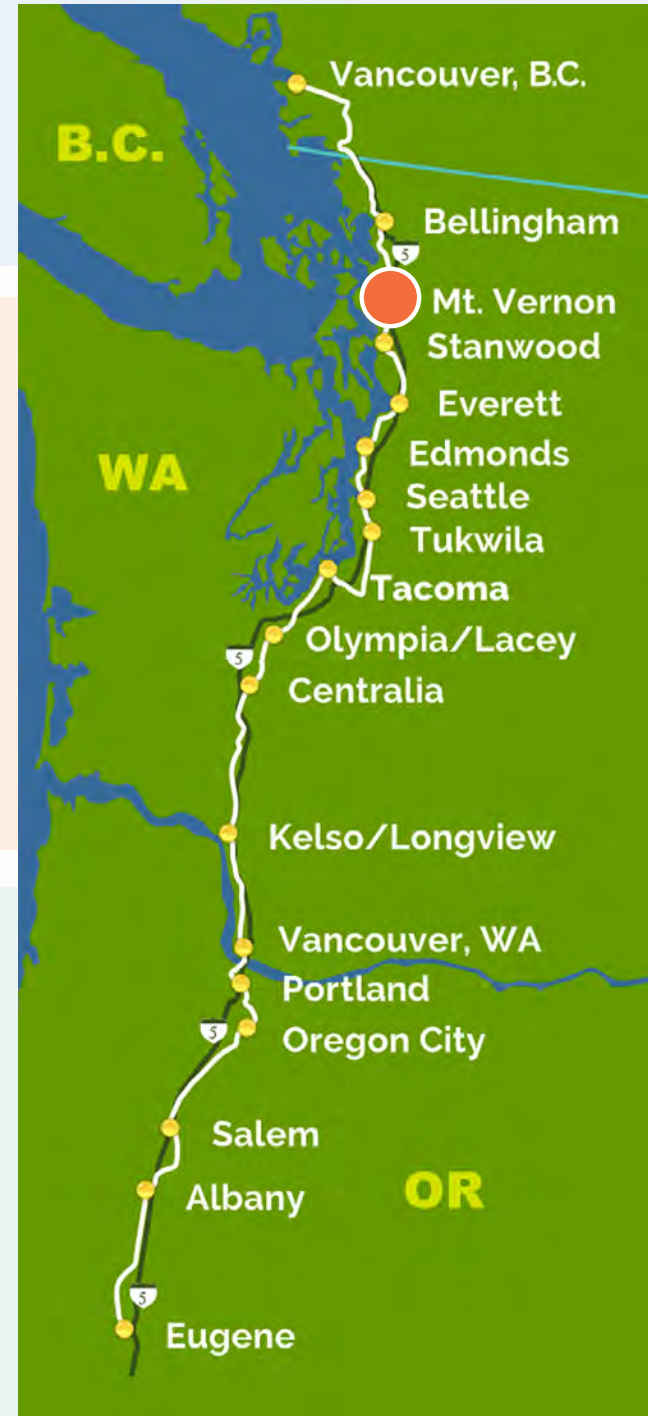 Vancouver, B.C.
B.C.
Bellingham
5
Mt. Vernon
Stanwood
Everett
Edmonds
WA
Seattle
Tukwila
Tacoma
Olympia/Lacey
5
Centralia
Kelso/Longview
Vancouver, WA
Portland
5
Oregon City
Salem
Albany
OR
5
Eugene